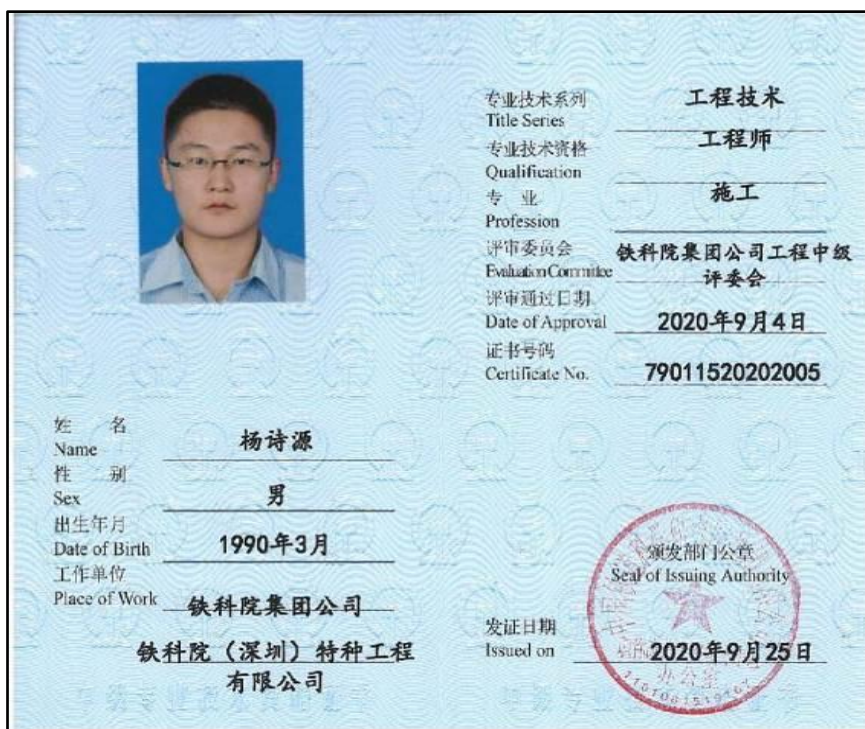 姓 名
Name
杨诗源
性 别
Sex
男
出生年月
Date of Birth
1990年3月
工作单位
Place of Work
铁科院集团公司
铁科院（深圳）特种工程
有限公司
专业技术系列
Title Series
工程技术
专业技术资格
Qualification
工程师
专 业
Profession
施工
评审委员会
Evaluation Committee
铁科院集团公司工程中级
评委会
评审通过日期
Date of Approval
2020年9月4日
证书号码
Certificate No.
79011520202005
颁发部门公章
Seal of Issuing Authority
发证日期
Issued on
2020年9月25日
办公室